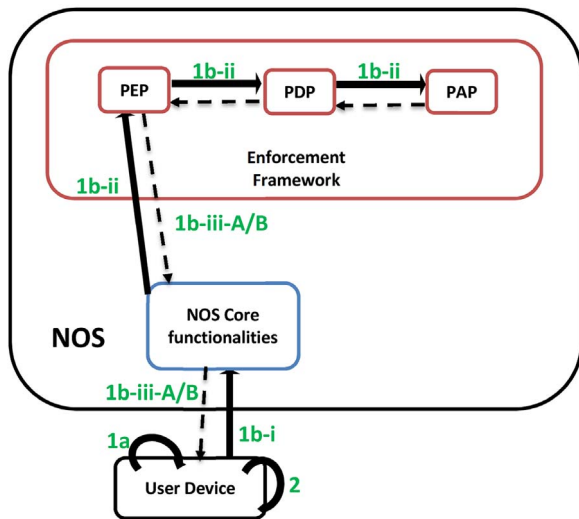 1b-ii
1b-ii
PEP
PDP
PAP
Enforcement
Framework
1b-ii
1b-iii-A/B
NOS Core
functionalities
NOS
1b-iii-A/B
1b-i
1a
User Device
2